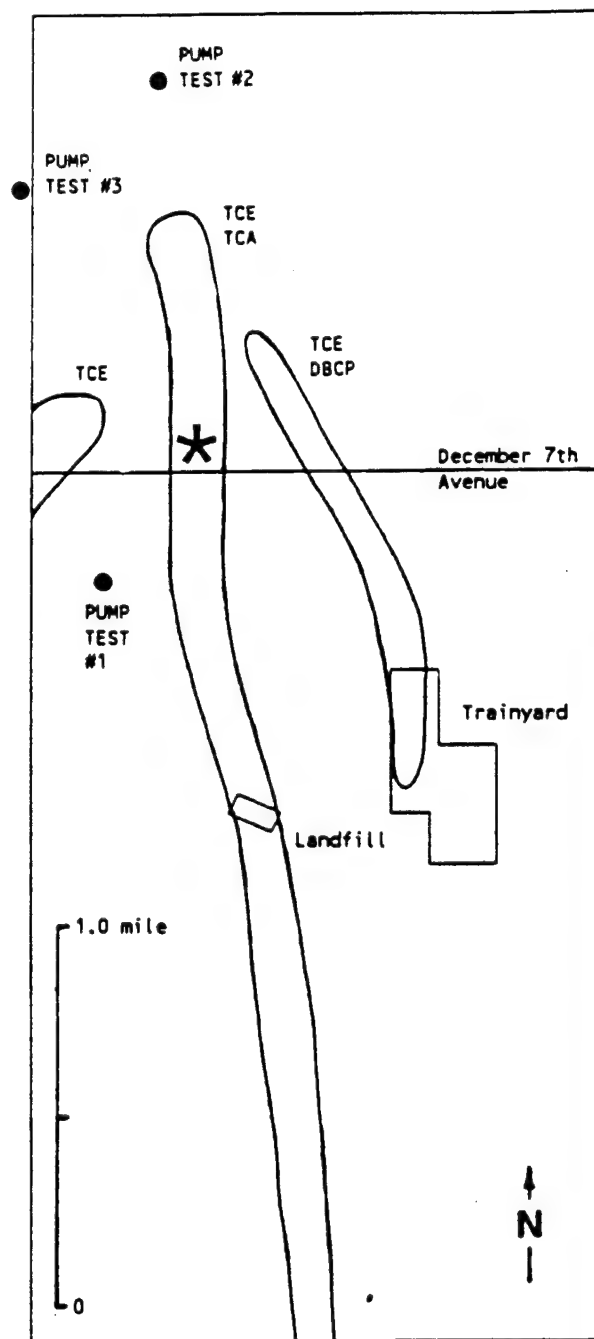 PUMP
TEST #2
PUMP
TEST #3
TCE
TCA
TCE
DBCP
TCE
December 7th
Avenue
PUMP
TEST
#1
Trainyard
Landfill
1.0 mile
N
0